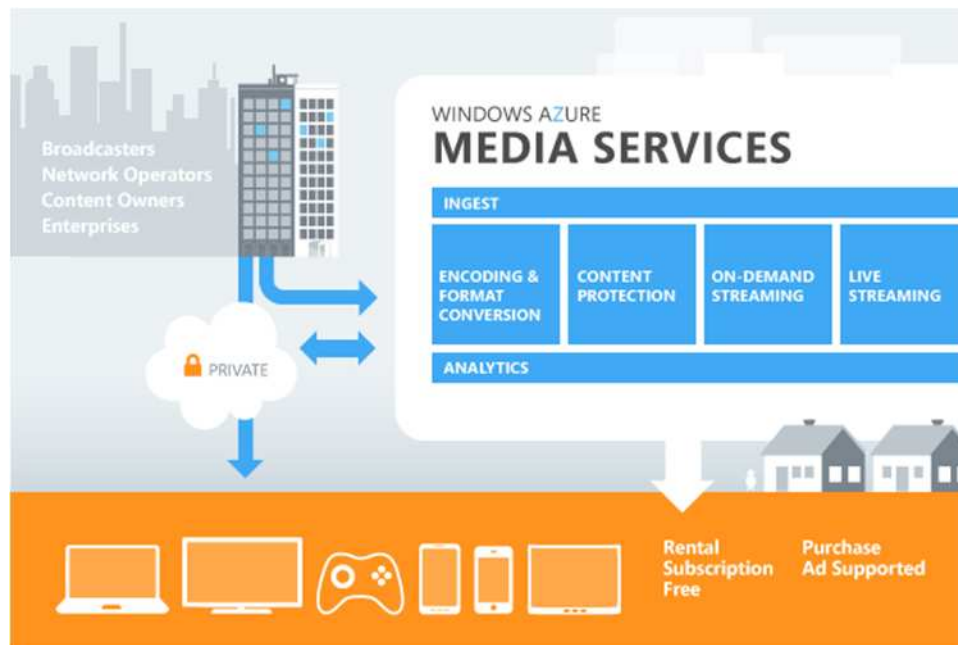 Broadcasters
Network Operators
Content Owners
Enterprises
PRIVATE
WINDOWS AZURE
MEDIA SERVICES
INGEST
ENCODING &
FORMAT
CONVERSION
CONTENT
PROTECTION
ON-DEMAND
STREAMING
LIVE
STREAMING
ANALYTICS
Rental
Subscription
Free
Purchase
Ad Supported